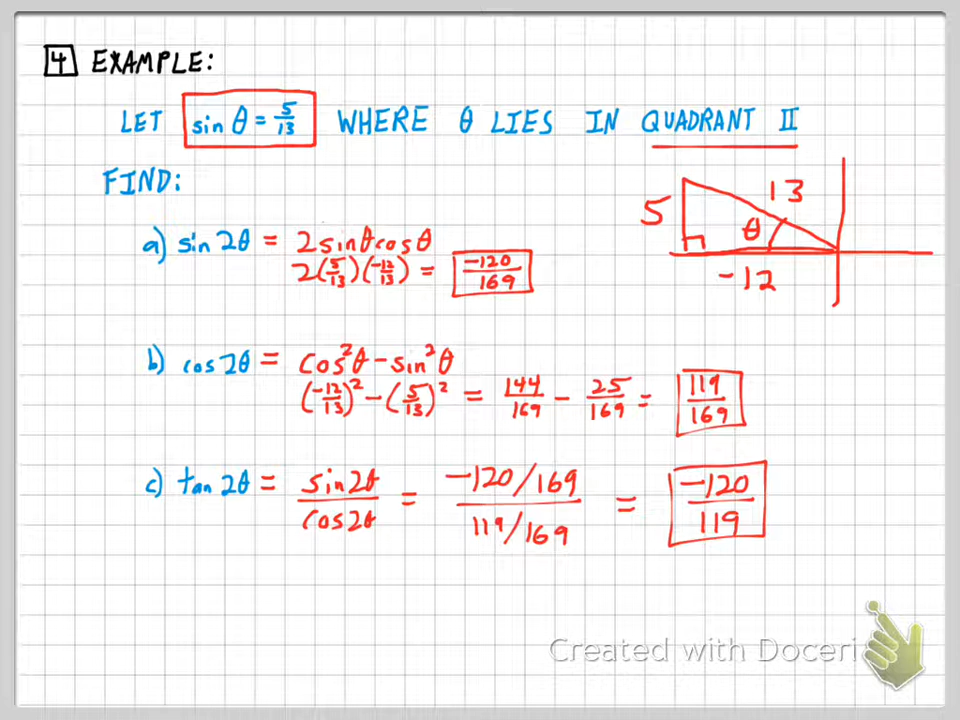 4 EXAMPLE:
LET sin θ = 5/13 WHERE θ LIES IN QUADRANT II
FIND:
13
5
θ
-12
a) sin 2θ = 2 sinθcosθ
2(5/13)(-12/13) = -120/169
b) cos 2θ = cos²θ - sin²θ
(-12/13)² - (5/13)² = 144/169 - 25/169 = 119/169
c) tan 2θ = sin2θ/cos2θ = -120/169 / 119/169 = -120/119
Created with Doceri